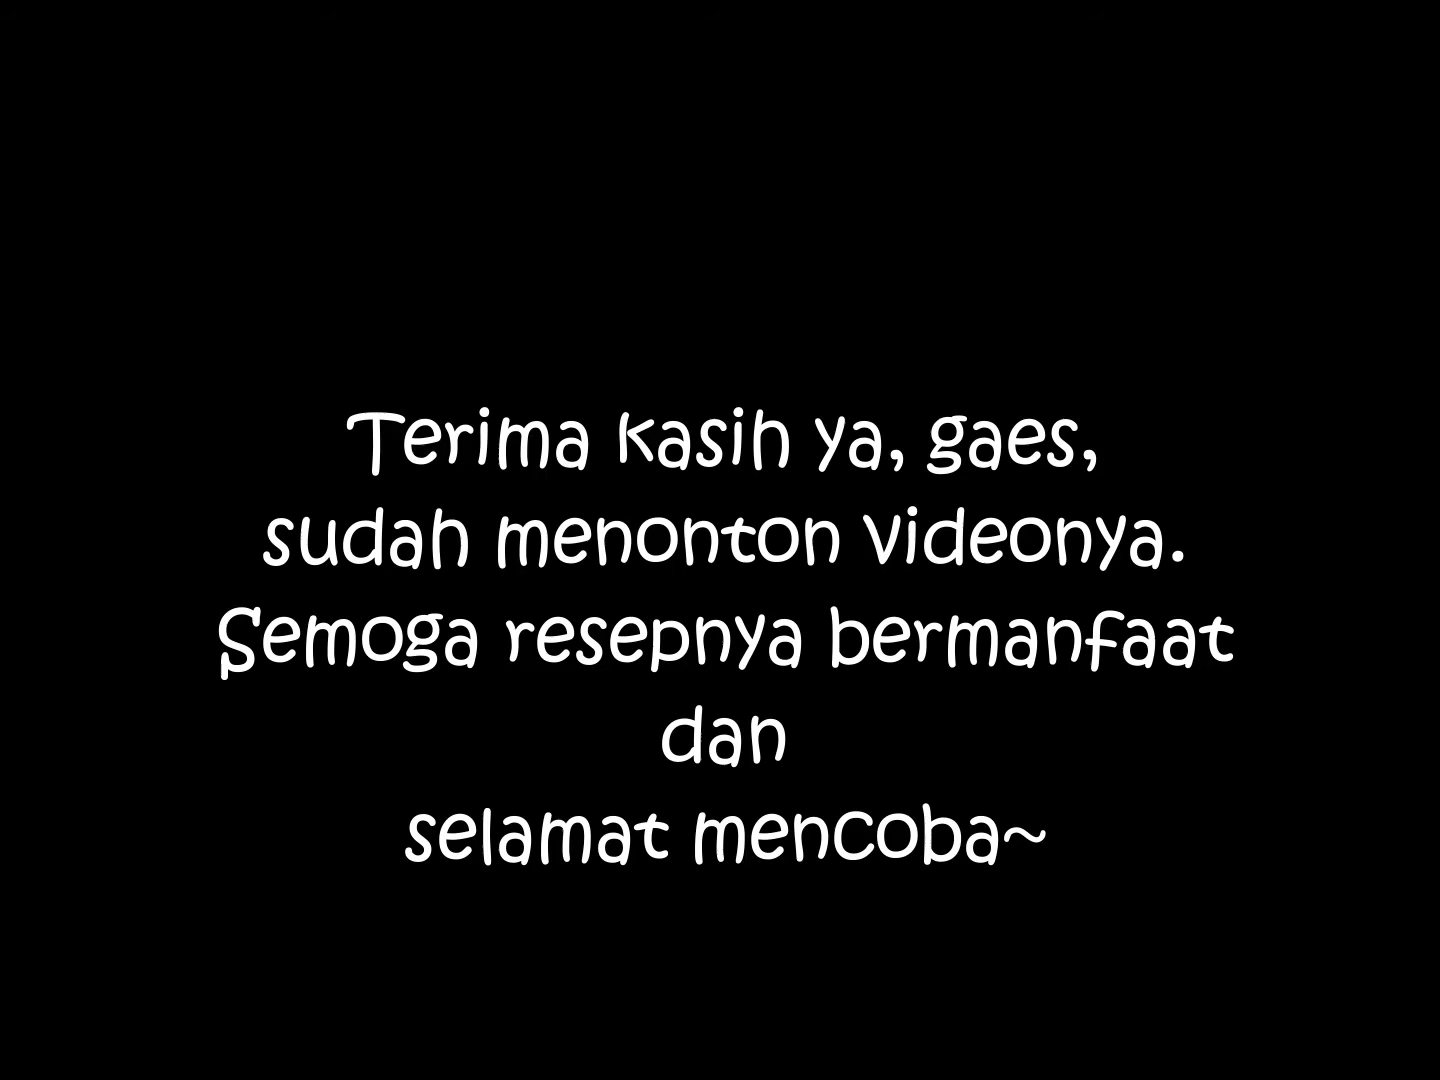 Terima kasih ya, gaes,
sudah menonton videonya.
Semoga resepnya bermanfaat
dan
selamat mencoba~